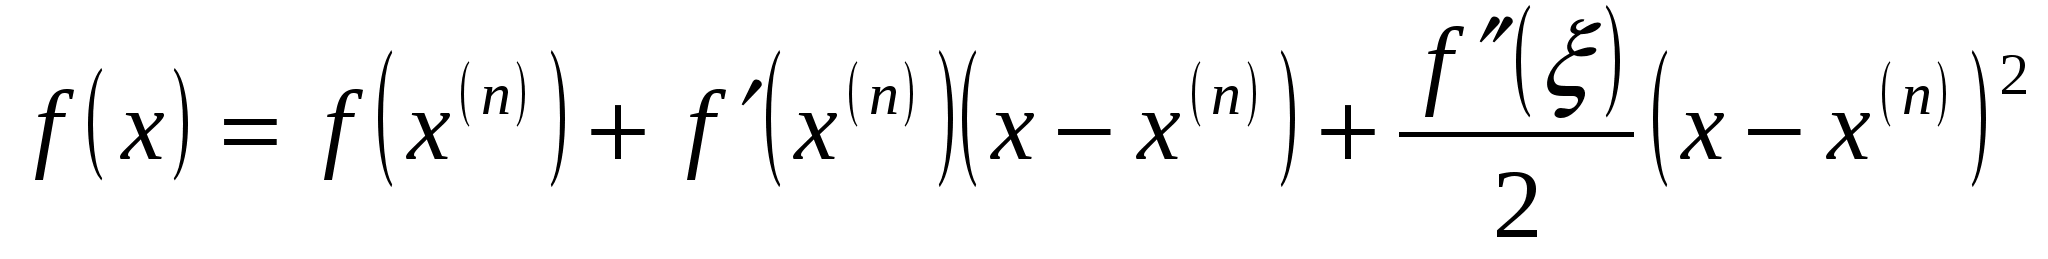 f(x) = f(x^{(n)}) + f′(x^{(n)})(x − x^{(n)}) + \frac{f″(ξ)}{2}(x − x^{(n)})^2